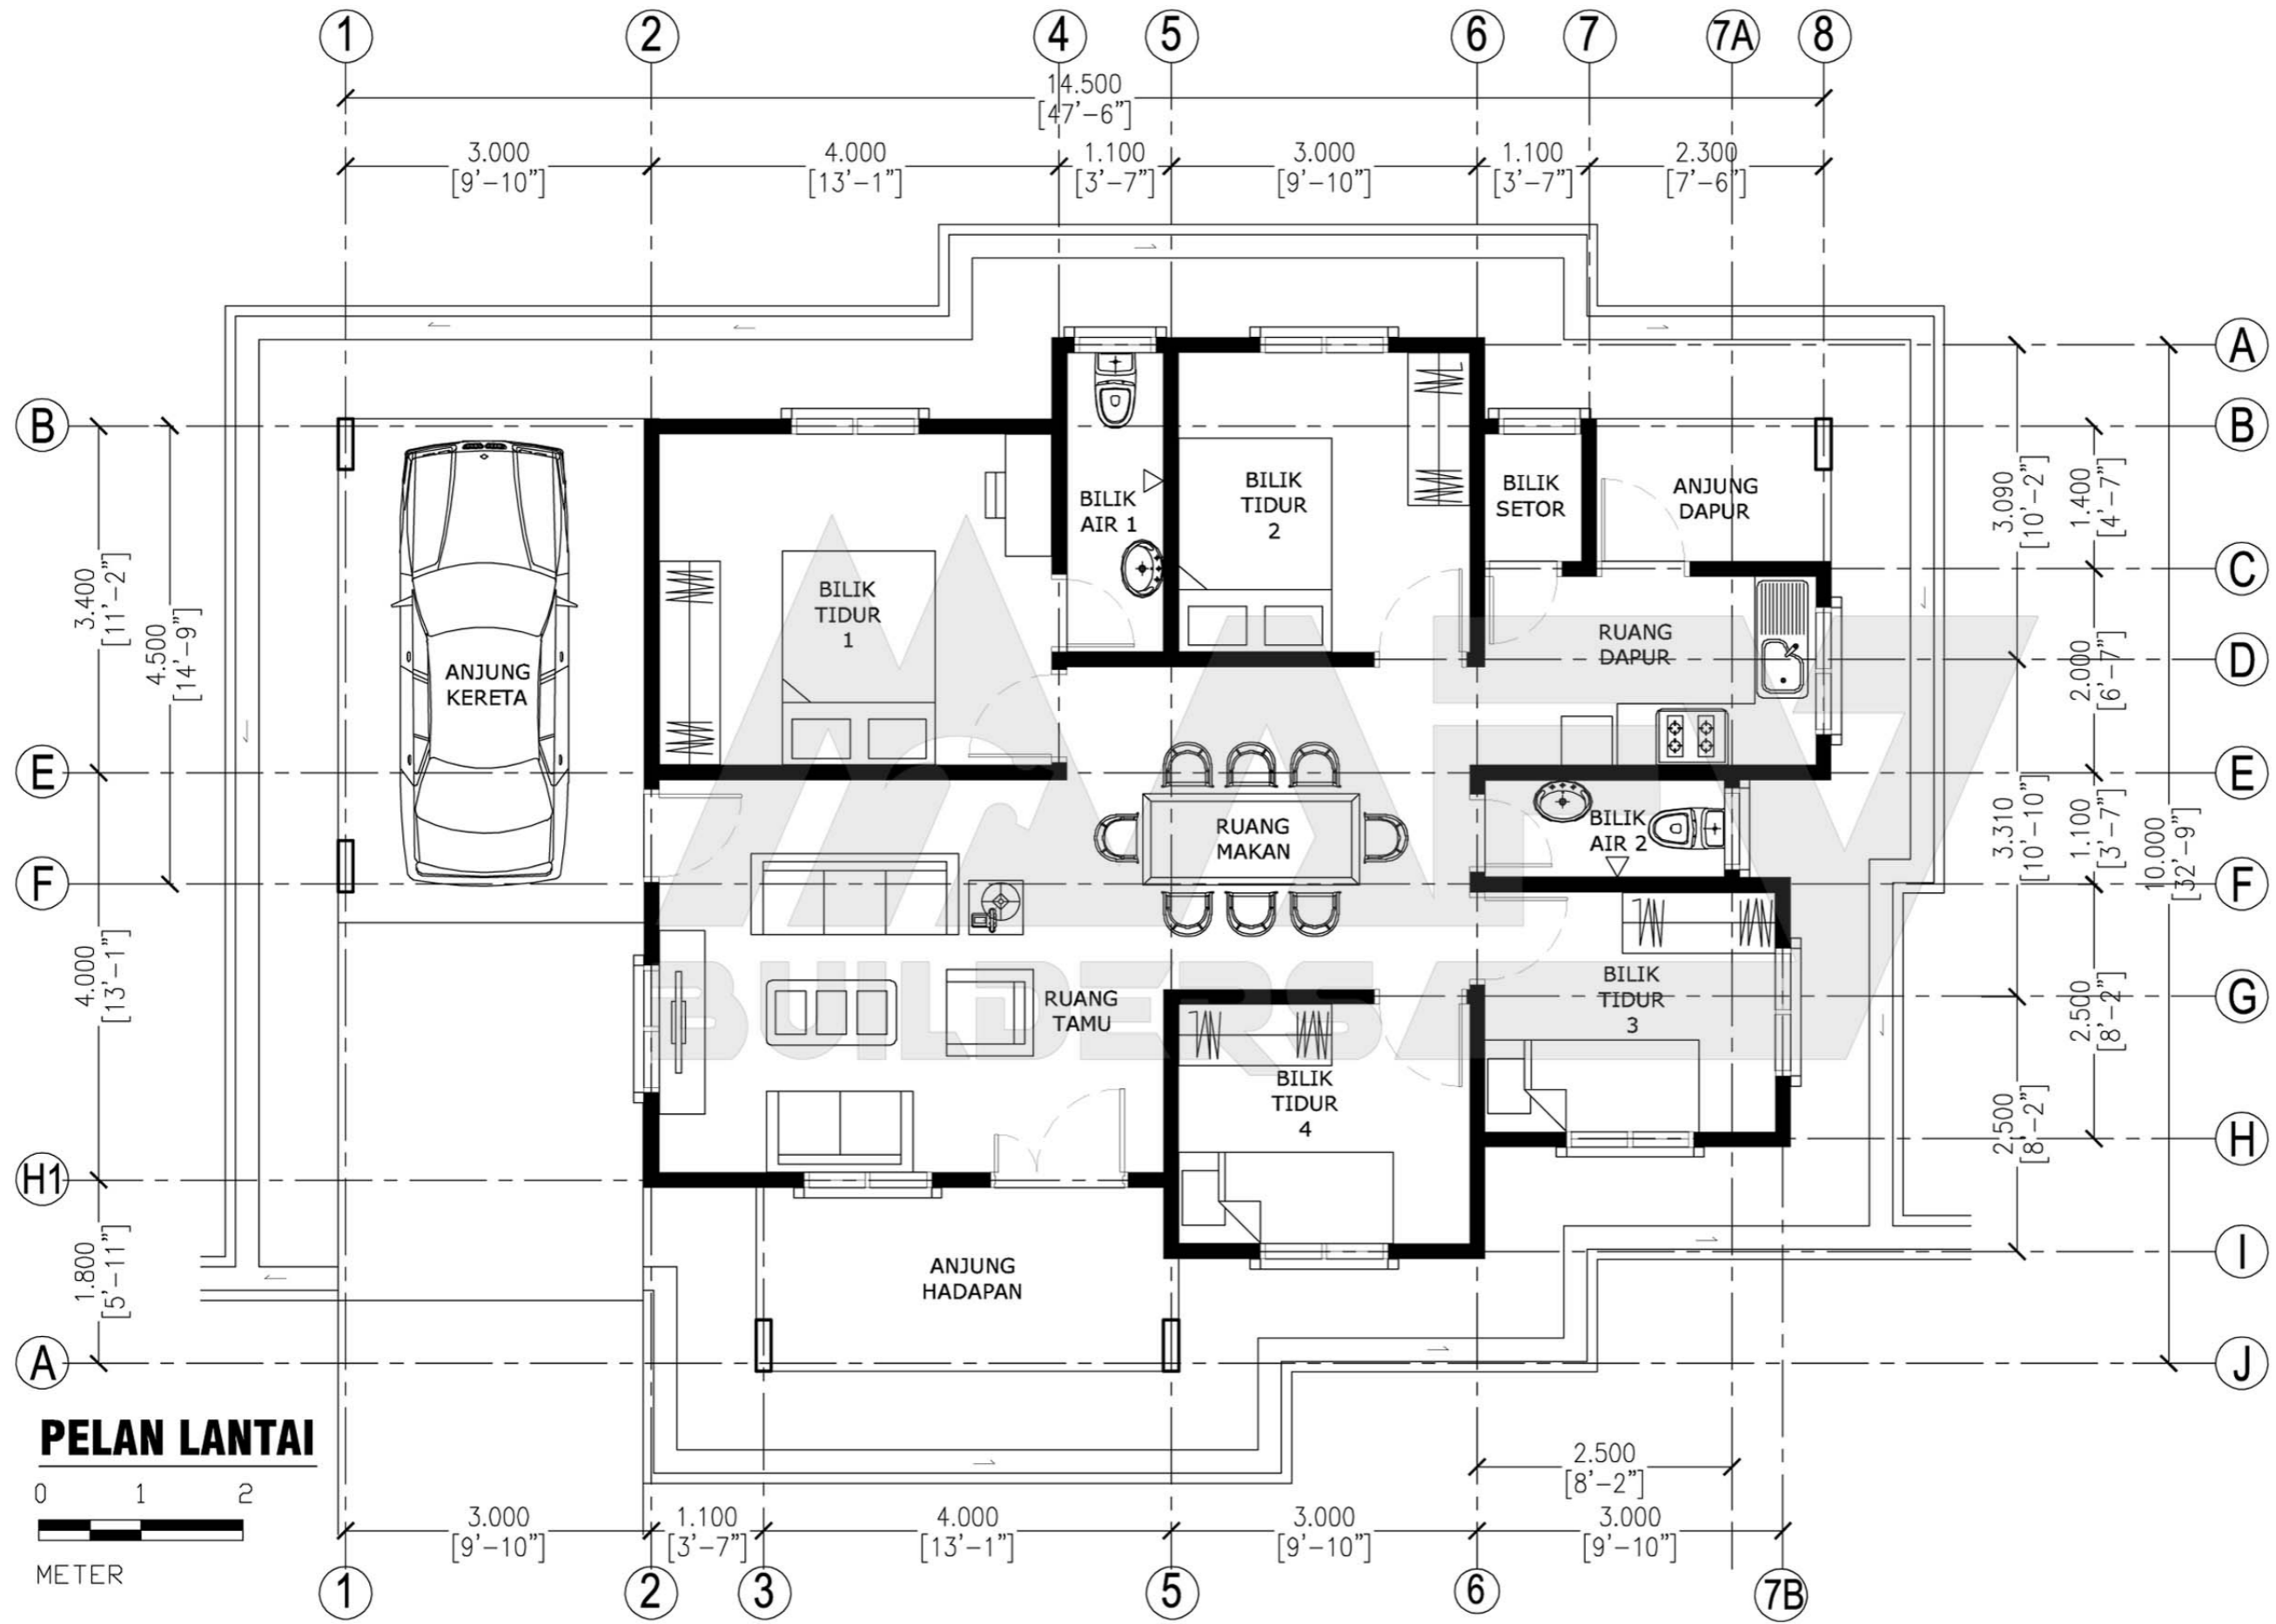 1 2 4 5 6 7 7A 8
14.500
[47'-6"]
3.000 4.000 1.100 3.000 1.100 2.300
[9'-10"] [13'-1"] [3'-7"] [9'-10"] [3'-7"] [7'-6"]
A
B
B
C
D
E
E
F
F
G
H
H1
I
A
J
3.400
[11'-2"]
4.500
[14'-9"]
4.000
[13'-1"]
1.800
[5'-11"]
3.090
[10'-2"]
1.400
[4'-7"]
2.000
[6'-7"]
3.310
[10'-10"]
1.100
[3'-7"]
10.000
[32'-9"]
2.500
[8'-2"]
2.500
[8'-2"]
ANJUNG
KERETA
BILIK
TIDUR
1
BILIK
AIR 1
BILIK
TIDUR
2
BILIK
SETOR
ANJUNG
DAPUR
RUANG
DAPUR
RUANG
MAKAN
BILIK
AIR 2
RUANG
TAMU
BILIK
TIDUR
3
BILIK
TIDUR
4
ANJUNG
HADAPAN
BUILDERS
PELAN LANTAI
0 1 2
METER
2.500
[8'-2"]
3.000 1.100 4.000 3.000 3.000
[9'-10"] [3'-7"] [13'-1"] [9'-10"] [9'-10"]
1 2 3 5 6 7B